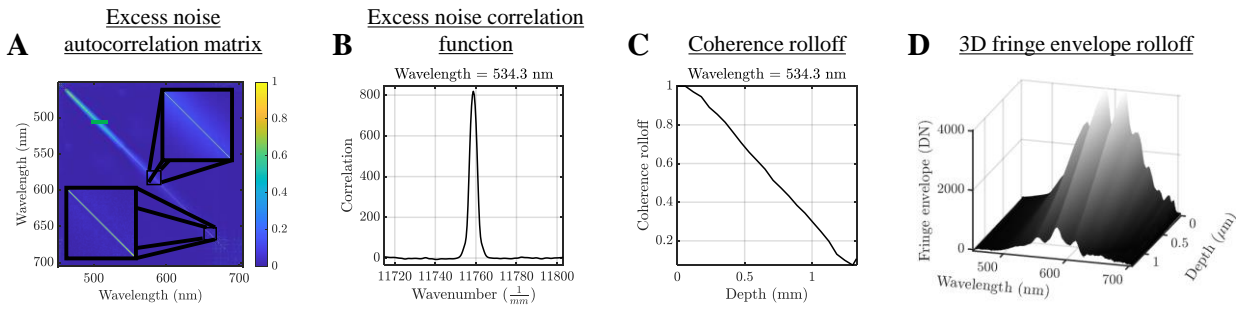 A
Excess noise
autocorrelation matrix
Wavelength (nm)
500
550
600
650
700
500
600
700
Wavelength (nm)
1
0.8
0.6
0.4
0.2
0
B
Excess noise correlation
function
Wavelength = 534.3 nm
Correlation
800
600
400
200
0
11720 11740 11760 11780 11800
Wavenumber (1/mm)
C
Coherence rolloff
Wavelength = 534.3 nm
Coherence rolloff
1
0.8
0.6
0.4
0.2
0 0.5 1
Depth (mm)
D
3D fringe envelope rolloff
Fringe envelope (DN)
4000
2000
0
500
600
700
Wavelength (nm)
0
0.5
1
Depth (μm)